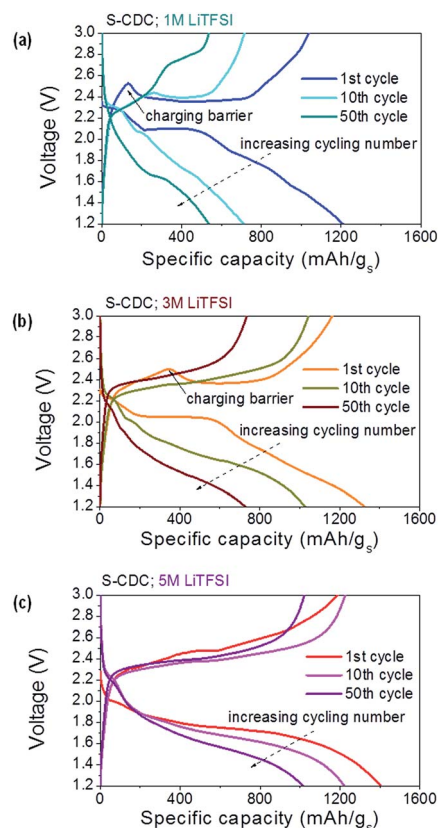 (a)
S-CDC; 1M LiTFSI
3.0
2.8
2.6
2.4
2.2
2.0
1.8
1.6
1.4
1.2
Voltage (V)
1st cycle
10th cycle
50th cycle
charging barrier
increasing cycling number
0 400 800 1200 1600
Specific capacity (mAh/gs)
(b)
S-CDC; 3M LiTFSI
3.0
2.8
2.6
2.4
2.2
2.0
1.8
1.6
1.4
1.2
Voltage (V)
1st cycle
10th cycle
50th cycle
charging barrier
increasing cycling number
0 400 800 1200 1600
Specific capacity (mAh/gs)
(c)
S-CDC; 5M LiTFSI
3.0
2.8
2.6
2.4
2.2
2.0
1.8
1.6
1.4
1.2
Voltage (V)
1st cycle
10th cycle
50th cycle
increasing cycling number
0 400 800 1200 1600
Specific capacity (mAh/gs)